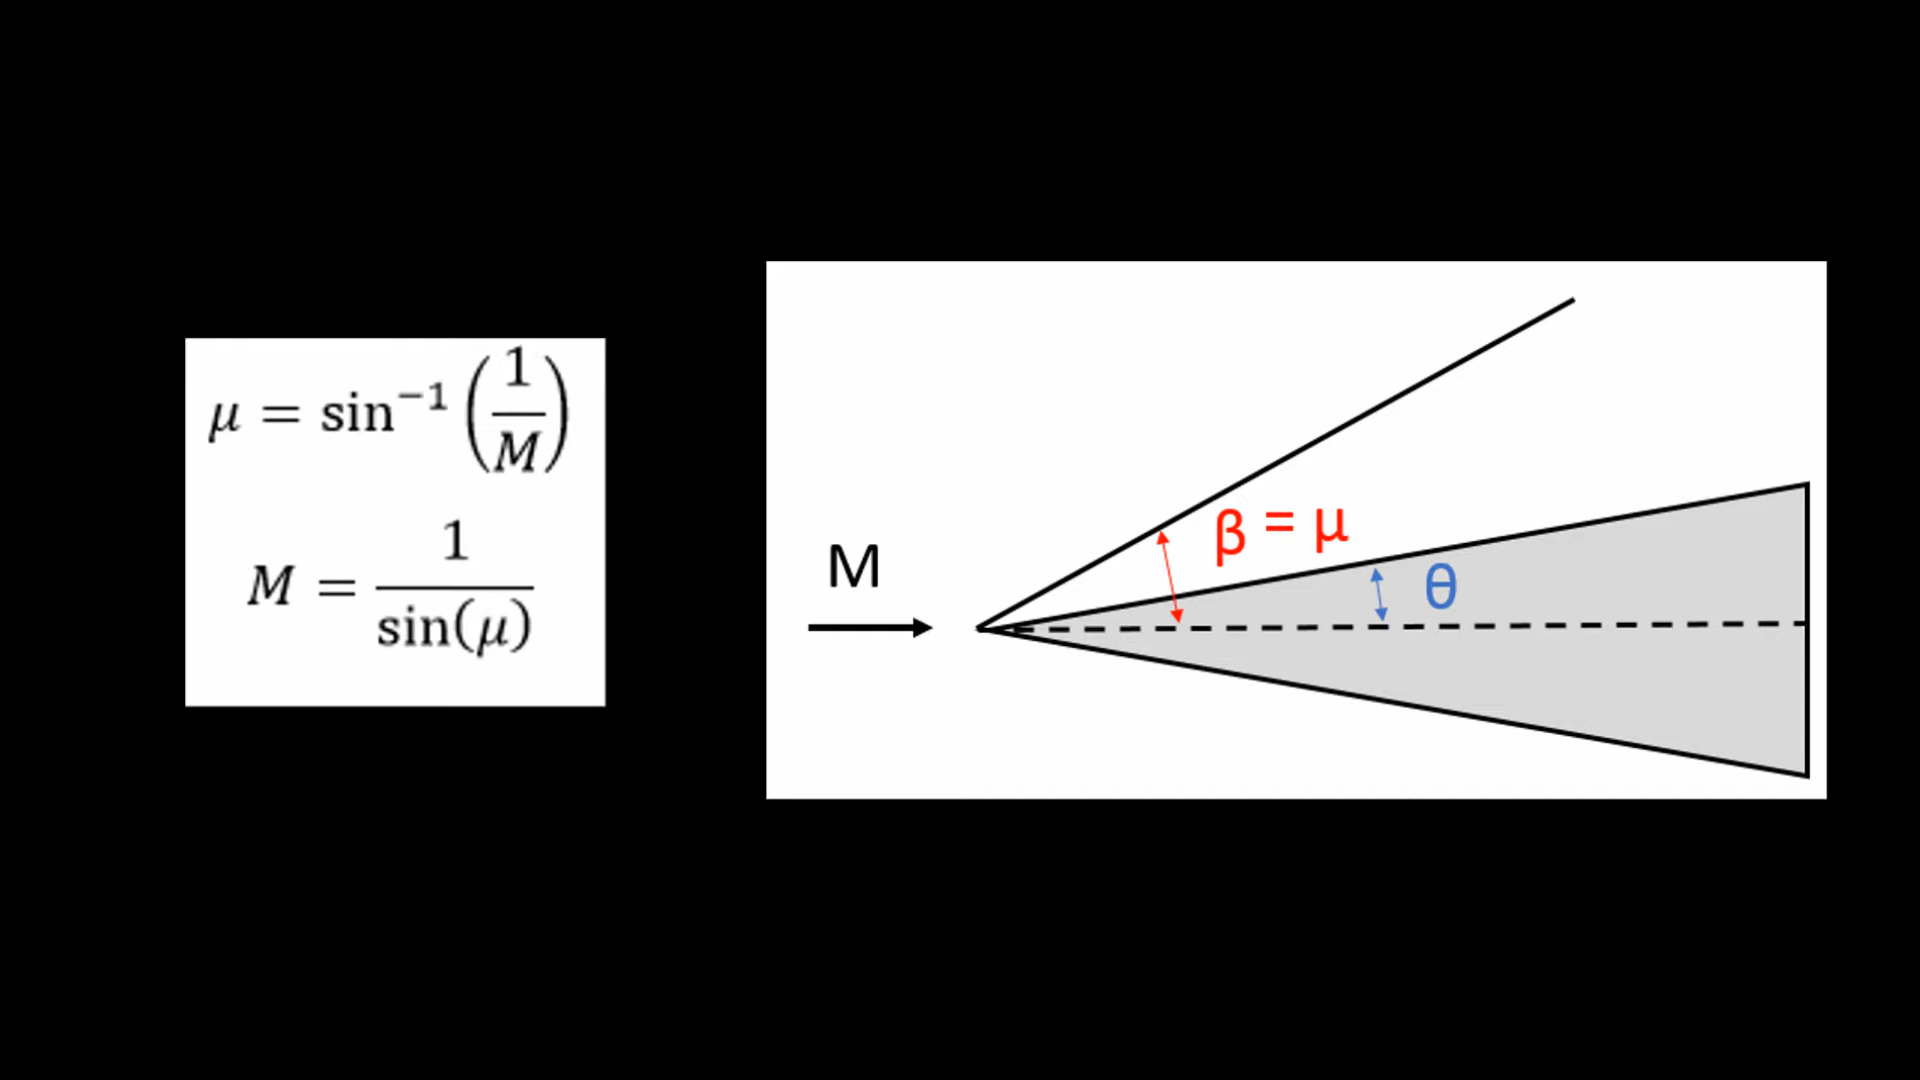 μ = sin⁻¹(1/M)
M = 1/sin(μ)
M
β = μ
θ